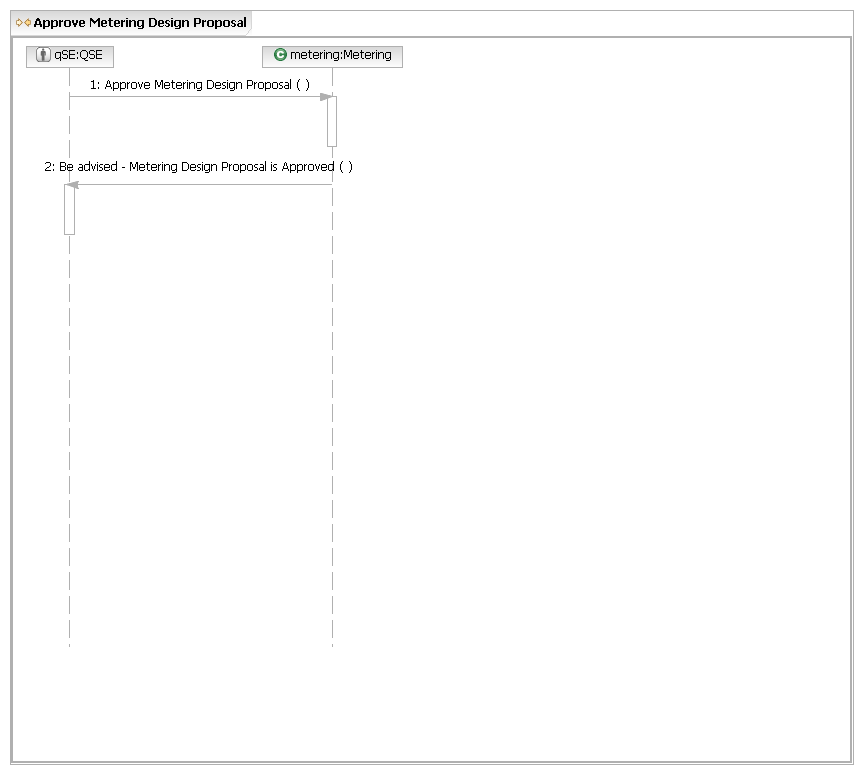 Approve Metering Design Proposal
qSE:QSE
metering:Metering
1: Approve Metering Design Proposal ( )
2: Be advised - Metering Design Proposal is Approved ( )